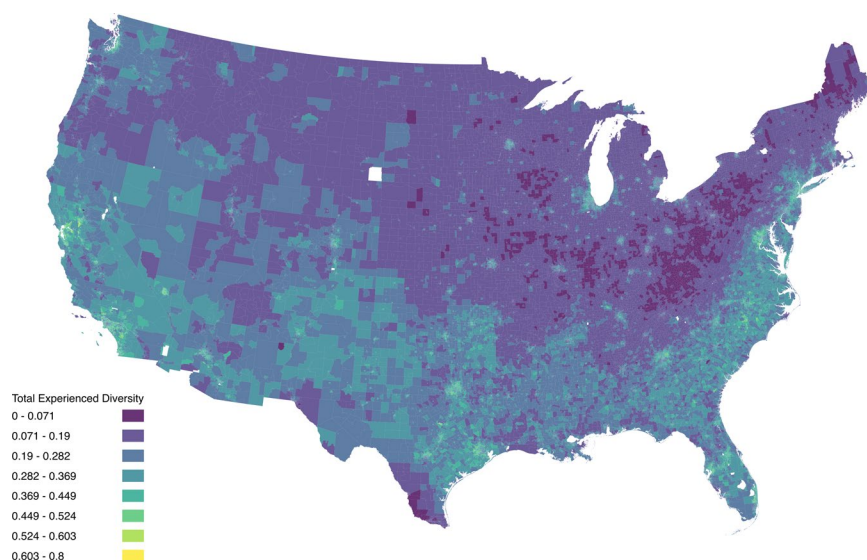 Total Experienced Diversity
0 - 0.071
0.071 - 0.19
0.19 - 0.282
0.282 - 0.369
0.369 - 0.449
0.449 - 0.524
0.524 - 0.603
0.603 - 0.8